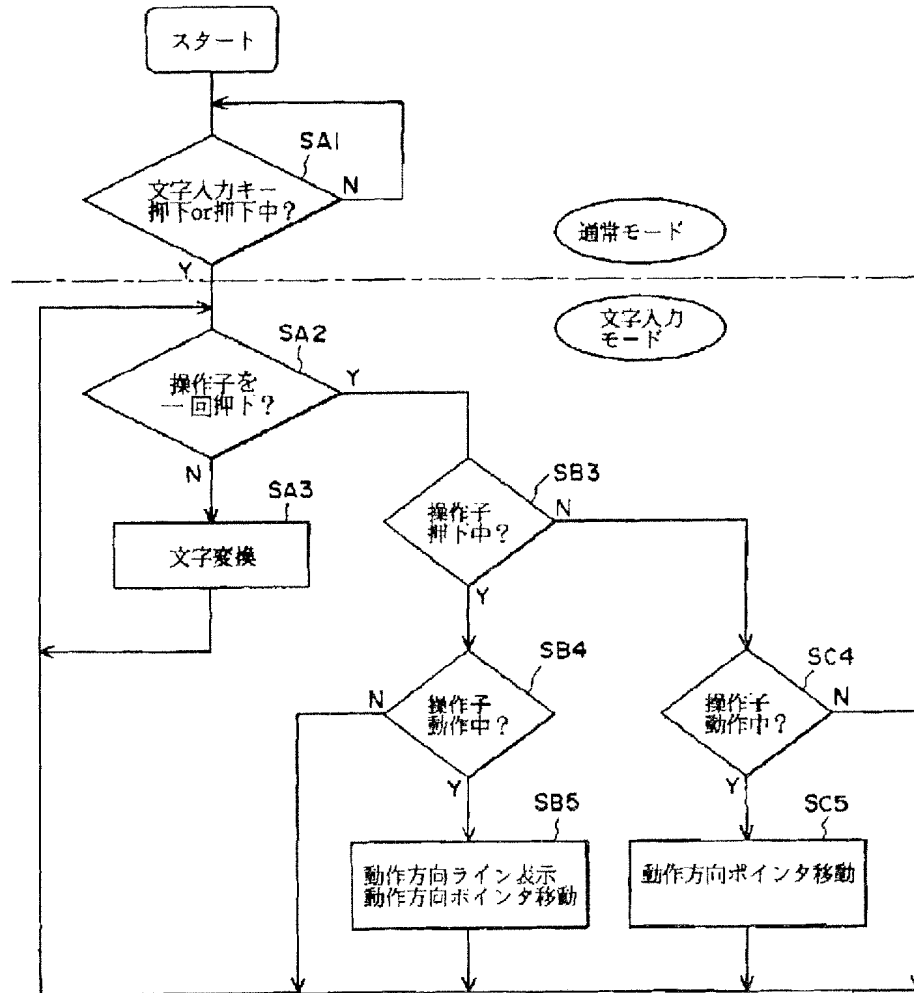 スタート
SA1
文字入力キー
押下or押下中?
N
Y
通常モード
文字入力
モード
SA2
操作子を
一回押下?
Y
N
SA3
文字変換
SB3
操作子
押下中?
N
Y
SB4
操作子
動作中?
N
Y
SC4
操作子
動作中?
N
Y
SB5
動作方向ライン表示
動作方向ポインタ移動
SC5
動作方向ポインタ移動